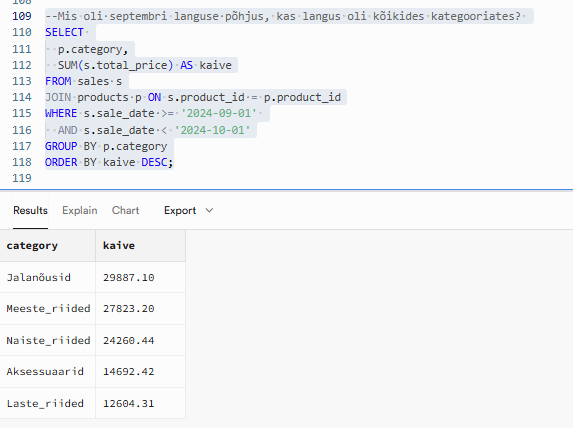 108
109 --Mis oli septembri languse põhjus, kas langus oli kõikides kategooriates?
110 SELECT
111 p.category,
112 SUM(s.total_price) AS kaive
113 FROM sales s
114 JOIN products p ON s.product_id = p.product_id
115 WHERE s.sale_date >= '2024-09-01'
116 AND s.sale_date < '2024-10-01'
117 GROUP BY p.category
118 ORDER BY kaive DESC;
119
Results Explain Chart Export
category kaive
Jalanõusid 29887.10
Meeste_riided 27823.20
Naiste_riided 24260.44
Aksessuaarid 14692.42
Laste_riided 12604.31